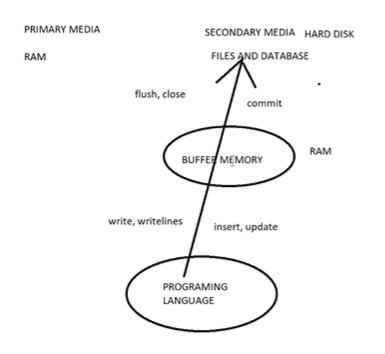 PRIMARY MEDIA
SECONDARY MEDIA HARD DISK
RAM
FILES AND DATABASE
flush, close
commit
BUFFER MEMORY
RAM
write, writelines
insert, update
PROGRAMING
LANGUAGE